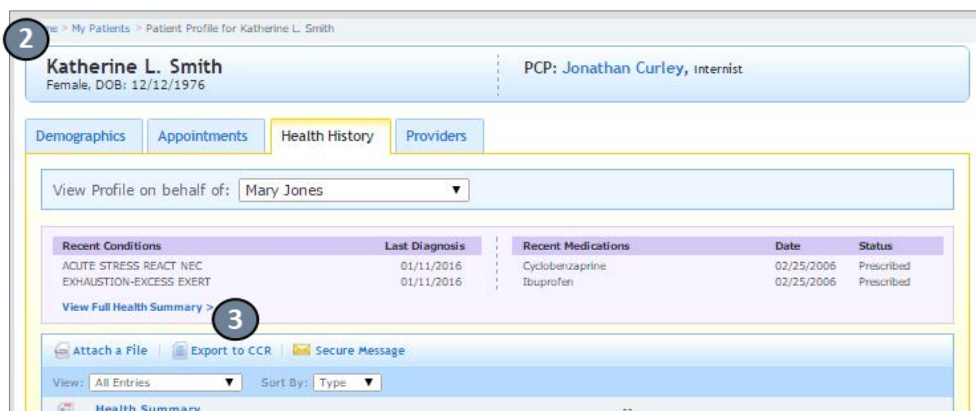 2
me > My Patients > Patient Profile for Katherine L. Smith
Katherine L. Smith
Female, DOB: 12/12/1976
PCP: Jonathan Curley, Internist
Demographics Appointments Health History Providers
View Profile on behalf of: Mary Jones
Recent Conditions Last Diagnosis Recent Medications Date Status
ACUTE STRESS REACT NEC 01/11/2016 Cyclobenzaprine 02/25/2006 Prescribed
EXHAUSTION-EXCESS EXERT 01/11/2016 Ibuprofen 02/25/2006 Prescribed
View Full Health Summary >
3
Attach a File Export to CCR Secure Message
View: All Entries Sort By: Type
Health Summary --